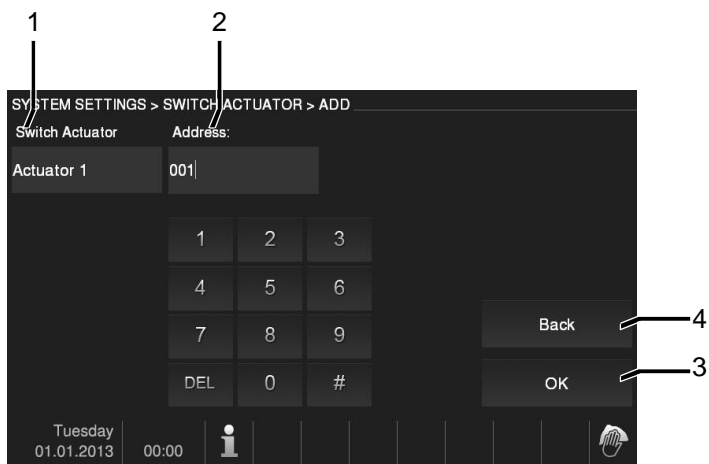 1 2
SYSTEM SETTINGS > SWITCH ACTUATOR > ADD
Switch Actuator Address:
Actuator 1 001
1 2 3
4 5 6
Back 4
7 8 9
3
DEL 0 # OK
Tuesday
01.01.2013 00:00 i